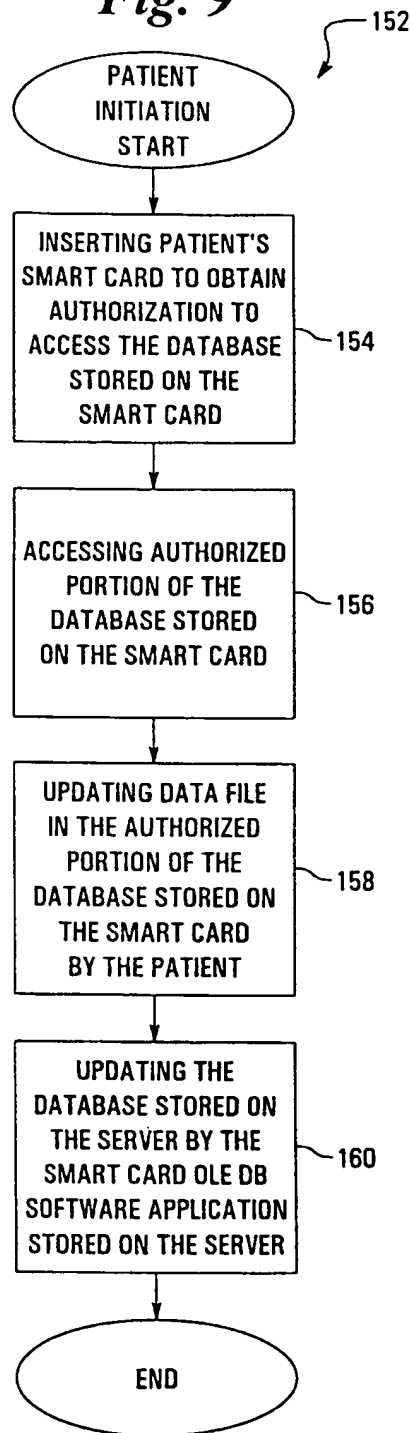 Fig. 9
152
PATIENT
INITIATION
START
INSERTING PATIENT'S
SMART CARD TO OBTAIN
AUTHORIZATION TO
ACCESS THE DATABASE
STORED ON THE
SMART CARD
154
ACCESSING AUTHORIZED
PORTION OF THE
DATABASE STORED
ON THE SMART CARD
156
UPDATING DATA FILE
IN THE AUTHORIZED
PORTION OF THE
DATABASE STORED ON
THE SMART CARD
BY THE PATIENT
158
UPDATING THE
DATABASE STORED ON
THE SERVER BY THE
SMART CARD OLE DB
SOFTWARE APPLICATION
STORED ON THE SERVER
160
END